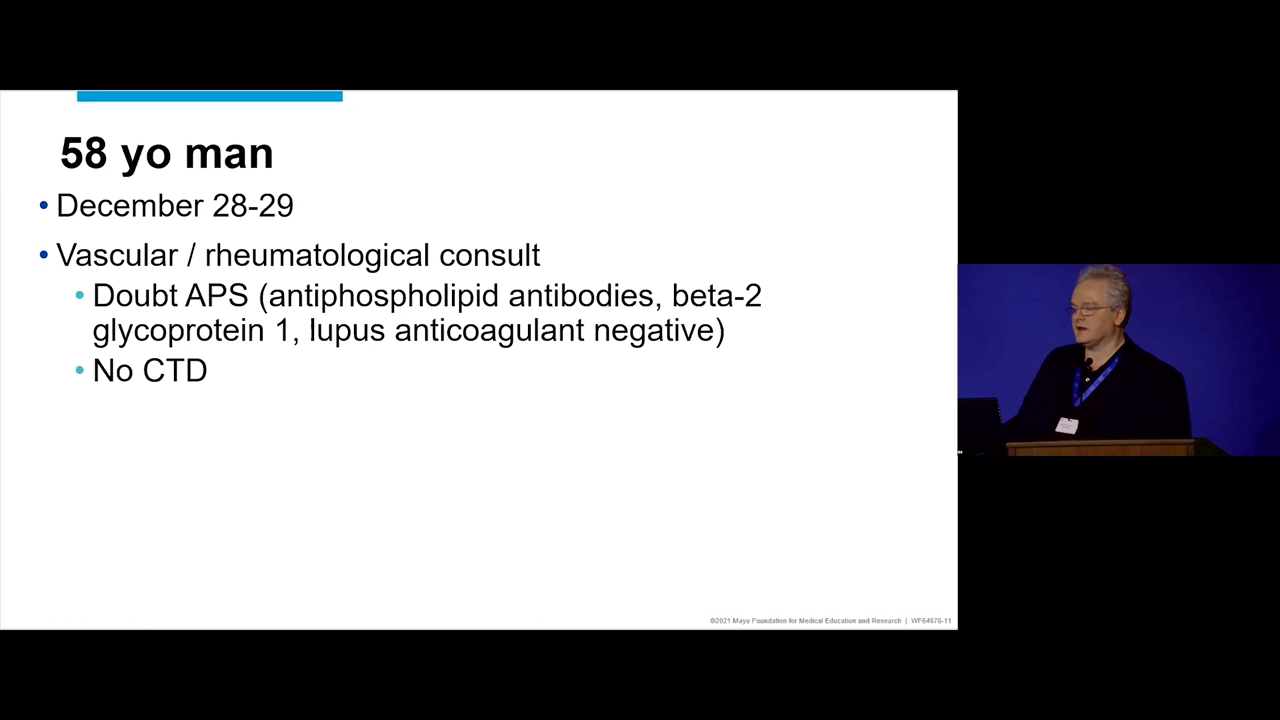 58 yo man
• December 28-29
• Vascular / rheumatological consult
• Doubt APS (antiphospholipid antibodies, beta-2
glycoprotein 1, lupus anticoagulant negative)
• No CTD
©2021 Mayo Foundation for Medical Education and Research | WF64678-11